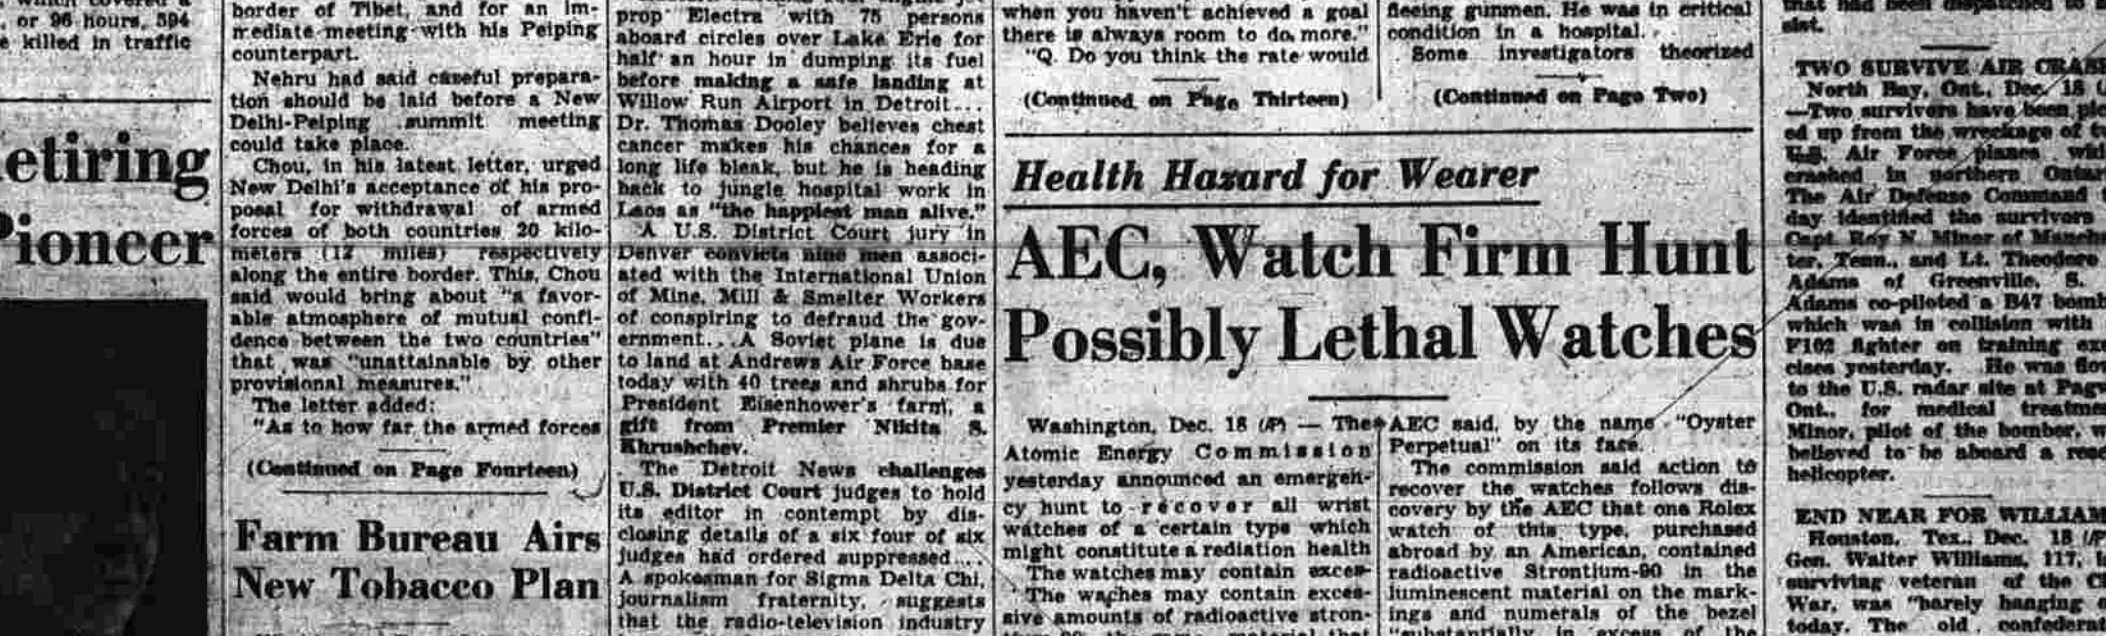 or 96 hours, 594
killed in traffic
etiring
Pioneer
border of Tibet, and for an im-
mediate meeting with his Peiping
counterpart.
Nehru had said careful prepara-
tion should be laid before a New
Delhi-Peiping summit meeting
could take place.
Chou, in his latest letter, urged
New Delhi's acceptance of his pro-
posal for withdrawal of armed
forces of both countries 20 kilo-
meters (12 miles) respectively
along the entire border. This, Chou
said would bring about "a favor-
able atmosphere of mutual confi-
dence between the two countries"
that was "unattainable by other
provisional measures."
The letter added:
"As to how far the armed forces
(Continued on Page Fourteen)
Farm Bureau Airs
New Tobacco Plan
prop Electra with 75 persons
aboard circles over Lake Erie for
half an hour in dumping its fuel
before making a safe landing at
Willow Run Airport in Detroit...
Dr. Thomas Dooley believes chest
cancer makes his chances for a
long life bleak, but he is heading
back to jungle hospital work in
Laos as "the happiest man alive."
A U.S. District Court jury in
Denver convicts nine men associ-
ated with the International Union
of Mine, Mill & Smelter Workers
of conspiring to defraud the gov-
ernment...A Soviet plane is due
to land at Andrews Air Force base
today with 40 trees and shrubs for
President Eisenhower's farm, a
gift from Premier Nikita S.
Khrushchev.
The Detroit News challenges
U.S. District Court judges to hold
its editor in contempt by dis-
closing details of a six four of six
judges had ordered suppressed....
A spokesman for Sigma Delta Chi,
journalism fraternity, suggests
that the radio-television industry
when you haven't achieved a goal
there is always room to do more."
"Q. Do you think the rate would
(Continued on Page Thirteen)
fleeing gunmen. He was in critical
condition in a hospital.
Some investigators theorized
(Continued on Page Two)
Health Hazard for Wearer
AEC, Watch Firm Hunt
Possibly Lethal Watches
Washington, Dec. 18 (AP) — The
Atomic Energy Commission
yesterday announced an emergen-
cy hunt to recover all wrist
watches of a certain type which
might constitute a rediation health
The watches may contain exces-
The waches may contain exces-
sive amounts of radioactive stron-
AEC said, by the name "Oyster
Perpetual" on its face.
The commission said action to
recover the watches follows dis-
covery by the AEC that one Rolex
watch of this type, purchased
abroad by an American, contained
radioactive Strontium-90 in the
luminescent material on the mark-
ings and numerals of the bezel
"substantially in excess of the
sist.
TWO SURVIVE AIR CRASH
North Bay, Ont., Dec. 18
—Two survivors have been pic
ed up from the wreckage of
U.S. Air Force planes whi
crashed in northern Ontar
The Air Defense Command
day identified the survivors
Capt. Roy N. Minor of Manche
ter, Tenn., and Lt. Theodore
Adams of Greenville, S.
Adams co-piloted a B47 bomb
which was in collision with
F102 fighter on training exe
cises yesterday. He was flow
to the U.S. radar site at Pagw
Ont., for medical treatme
Minor, pilot of the bomber, w
believed to be aboard a
helicopter.
END NEAR FOR WILLIAM
Houston, Tex., Dec. 18 (AP
Gen. Walter Williams, 117, l
surviving veteran of the C
War, was "barely hanging
today. The old confederat